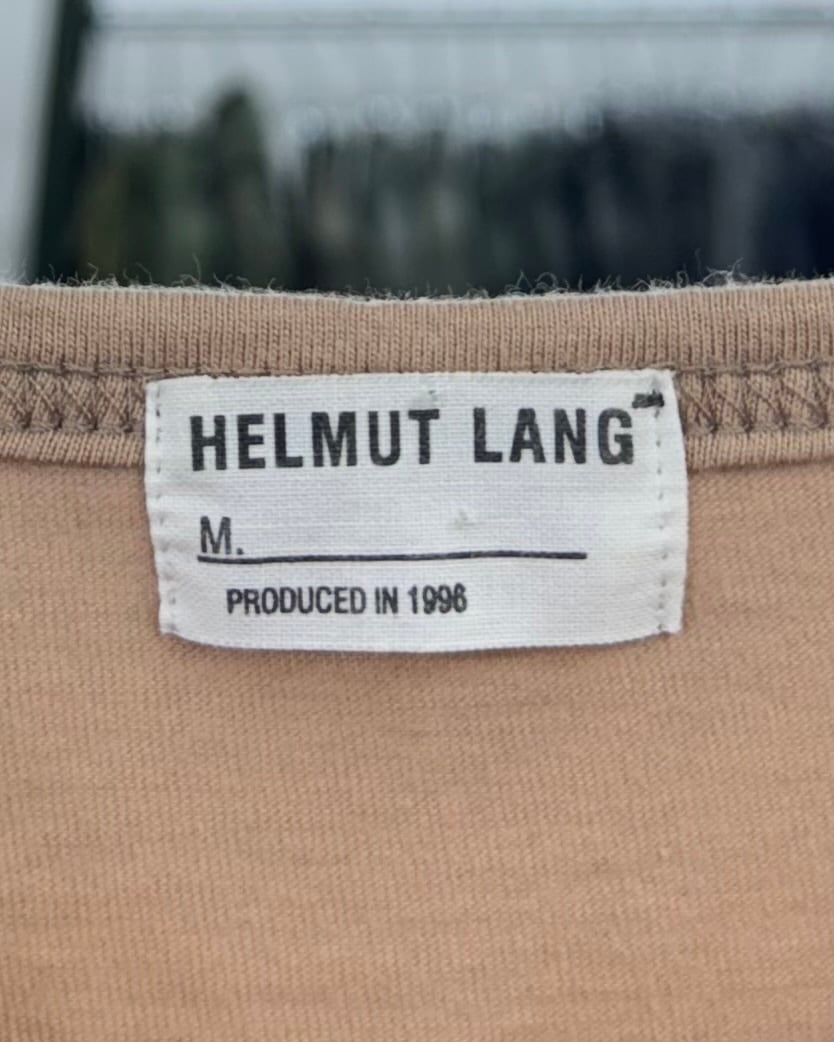 HELMUT LANG
M.
PRODUCED IN 1996